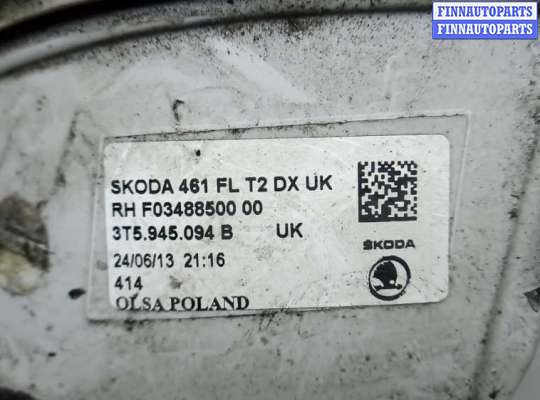 FINNAUTOPARTS
FINNAUTOPARTS
SKODA 461 FL T2 DX UK
RH F03488500 00
3T5.945.094 B UK
24/06/13 21:16
414
OLSA POLAND
ŠKODA